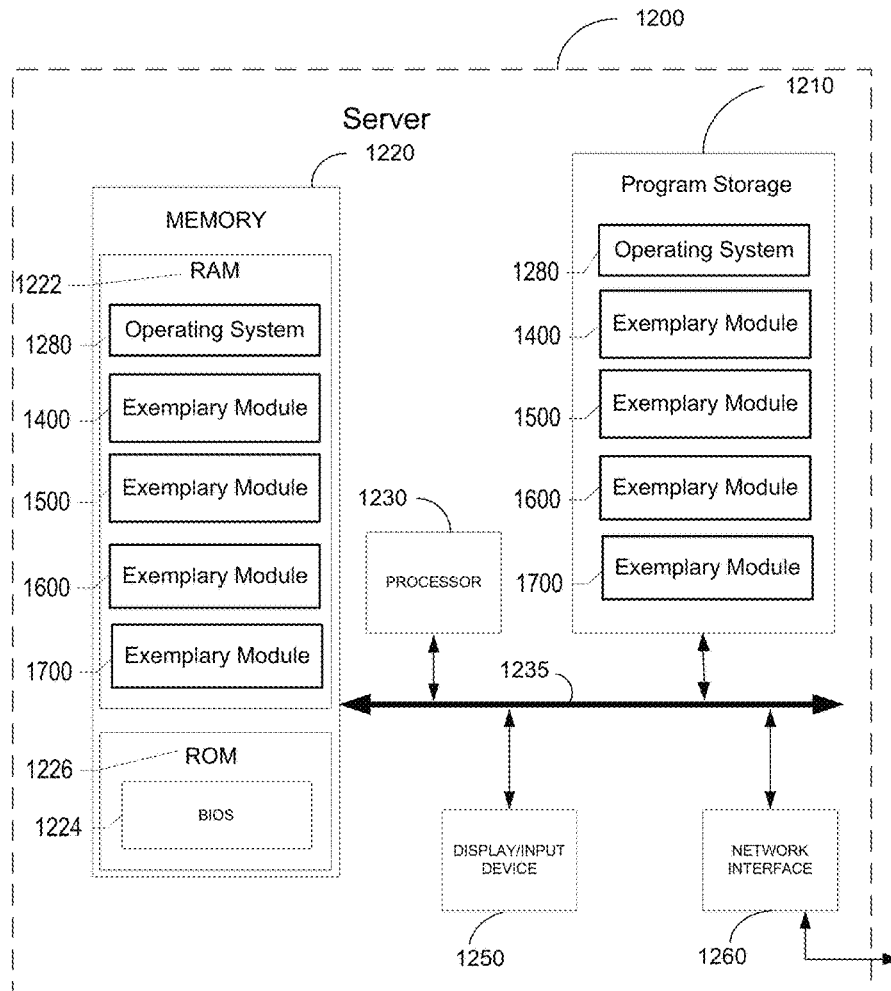 1200
1210
Server
1220
Program Storage
MEMORY
RAM
1222
Operating System
1280
Operating System
1280
Exemplary Module
1400
Exemplary Module
1400
Exemplary Module
1500
Exemplary Module
1500
1230
Exemplary Module
1600
PROCESSOR
Exemplary Module
1600
Exemplary Module
1700
Exemplary Module
1700
1235
ROM
1226
BIOS
1224
DISPLAY/INPUT
DEVICE
NETWORK
INTERFACE
1250
1260